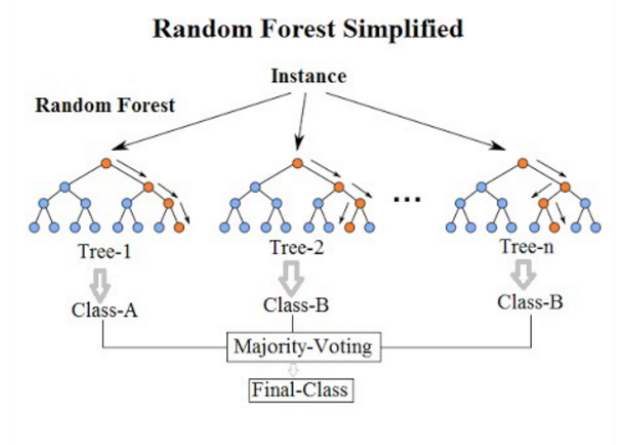 Random Forest Simplified
Instance
Random Forest
...
Tree-1
Tree-2
Tree-n
Class-A
Class-B
Class-B
Majority-Voting
Final-Class